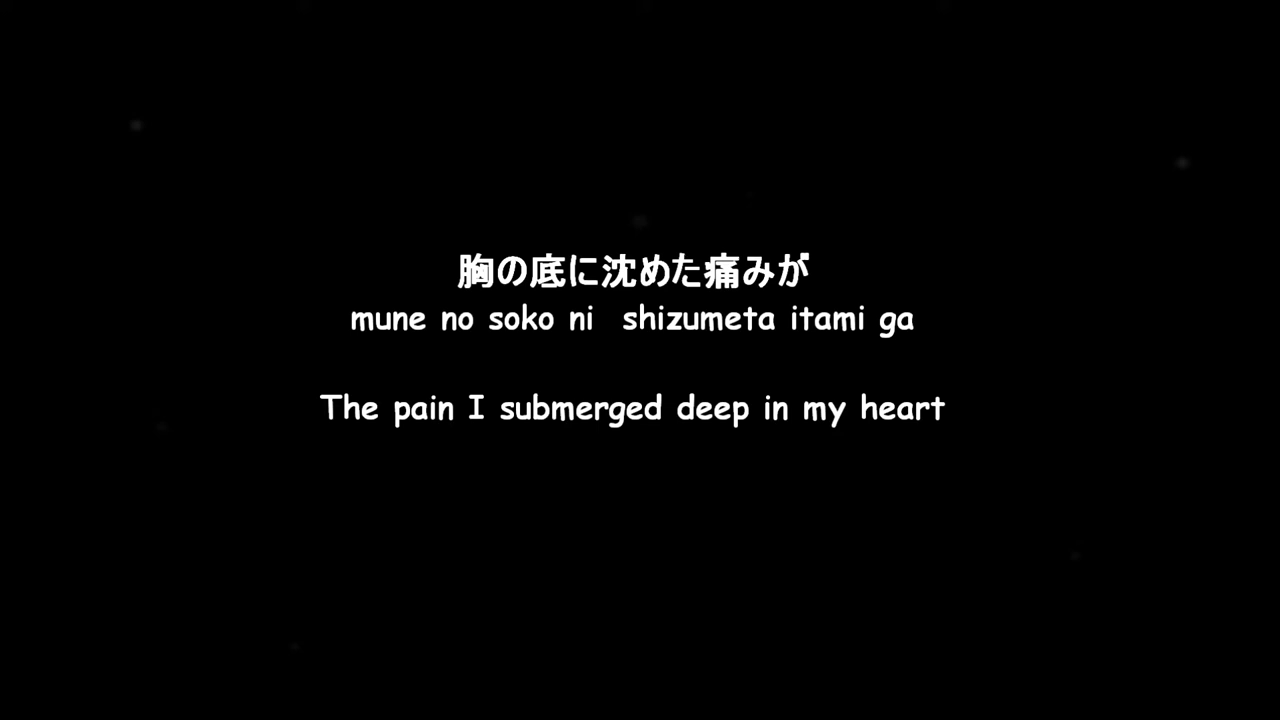 胸の底に沈めた痛みが
mune no soko ni  shizumeta itami ga
The pain I submerged deep in my heart